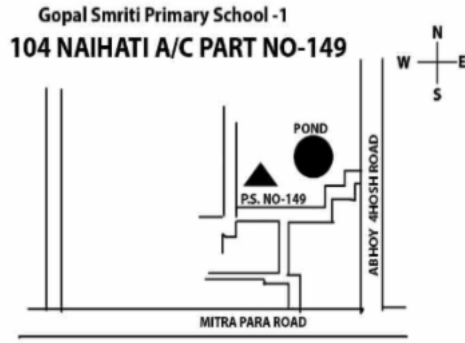 Gopal Smriti Primary School -1
104 NAIHATI A/C PART NO-149
N
W
E
S
POND
P.S. NO-149
ABHOY 4HOSH ROAD
MITRA PARA ROAD